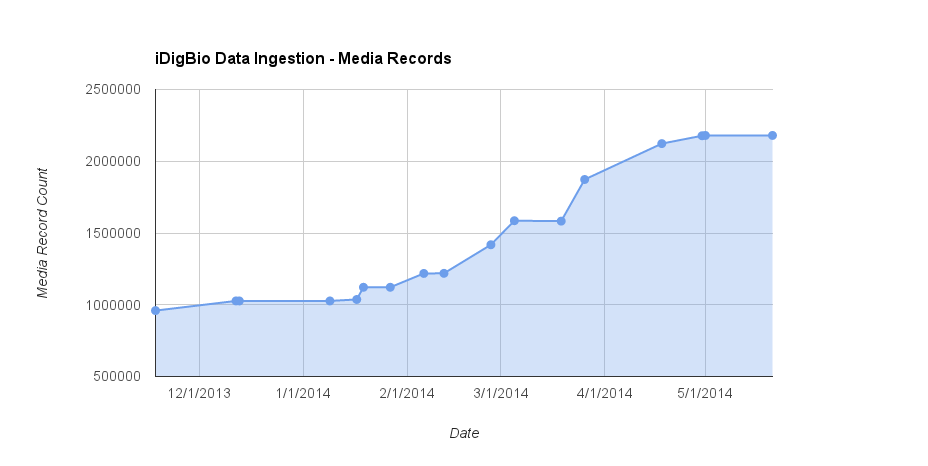 iDigBio Data Ingestion - Media Records
2500000
2000000
1500000
1000000
500000
Media Record Count
12/1/2013 1/1/2014 2/1/2014 3/1/2014 4/1/2014 5/1/2014
Date